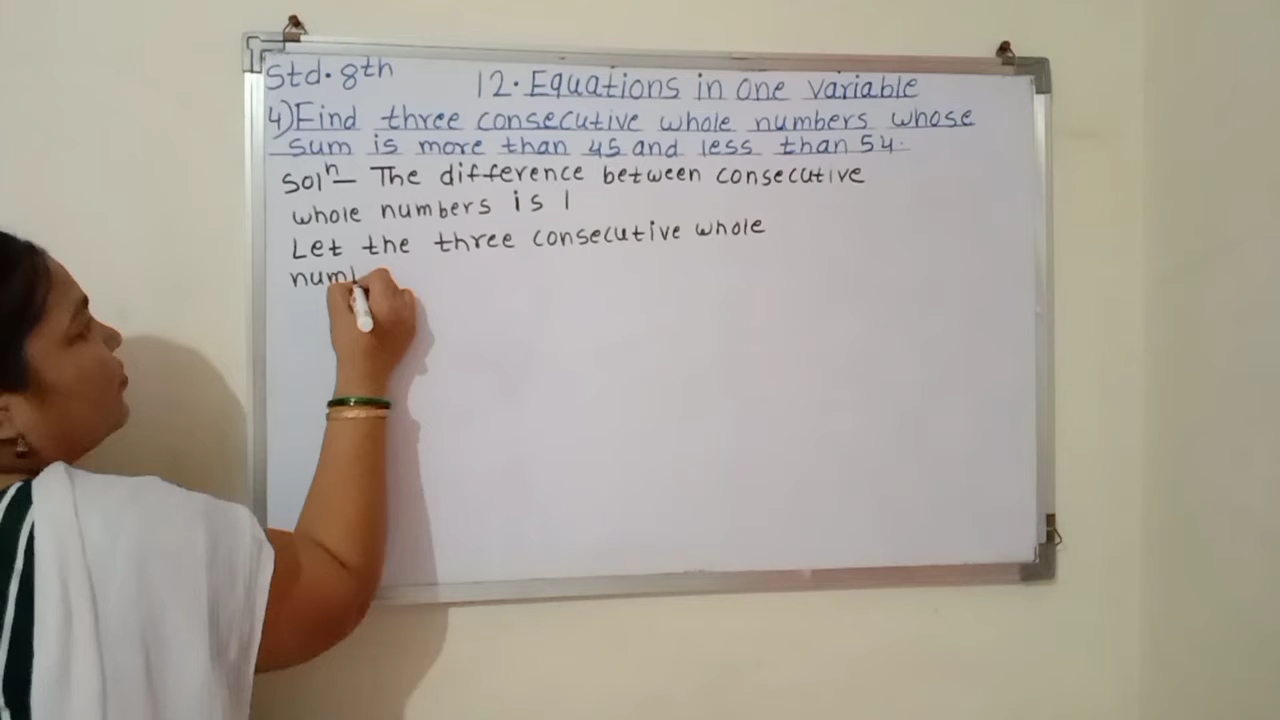 Std. 8th
12. Equations in one variable
4) Find three consecutive whole numbers whose
sum is more than 45 and less than 54.
Solⁿ- The difference between consecutive
whole numbers is 1
Let the three consecutive whole